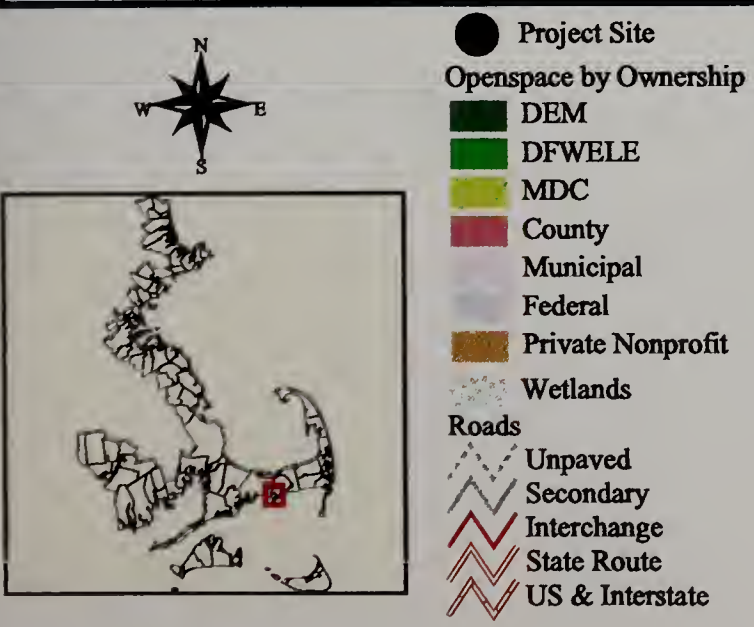 N
W E
S
Project Site
Openspace by Ownership
DEM
DFWELE
MDC
County
Municipal
Federal
Private Nonprofit
Wetlands
Roads
Unpaved
Secondary
Interchange
State Route
US & Interstate